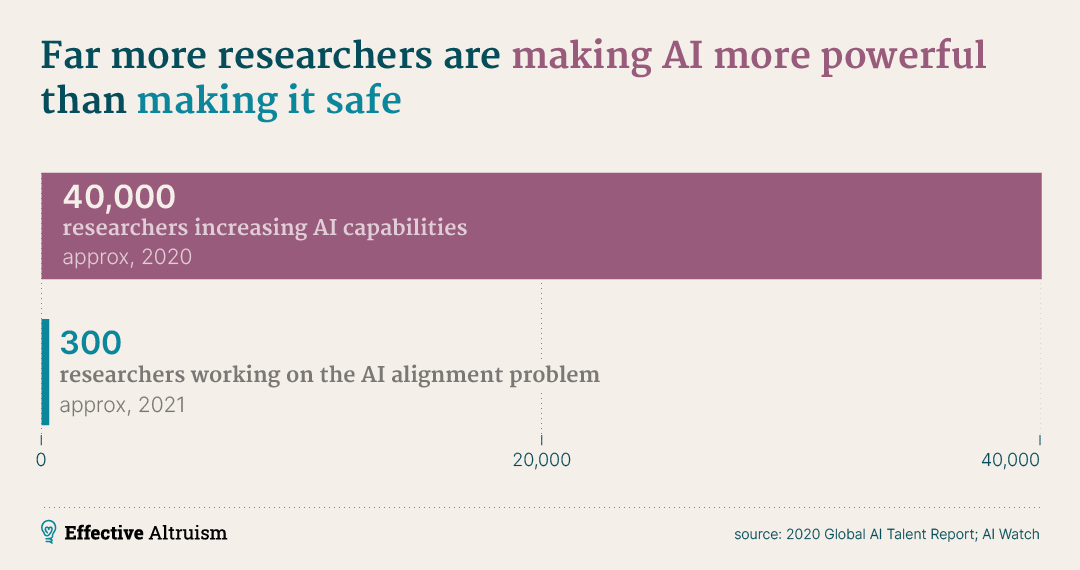 Far more researchers are making AI more powerful
than making it safe
40,000
researchers increasing AI capabilities
approx, 2020
300
researchers working on the AI alignment problem
approx, 2021
0 20,000 40,000
Effective Altruism source: 2020 Global AI Talent Report; AI Watch